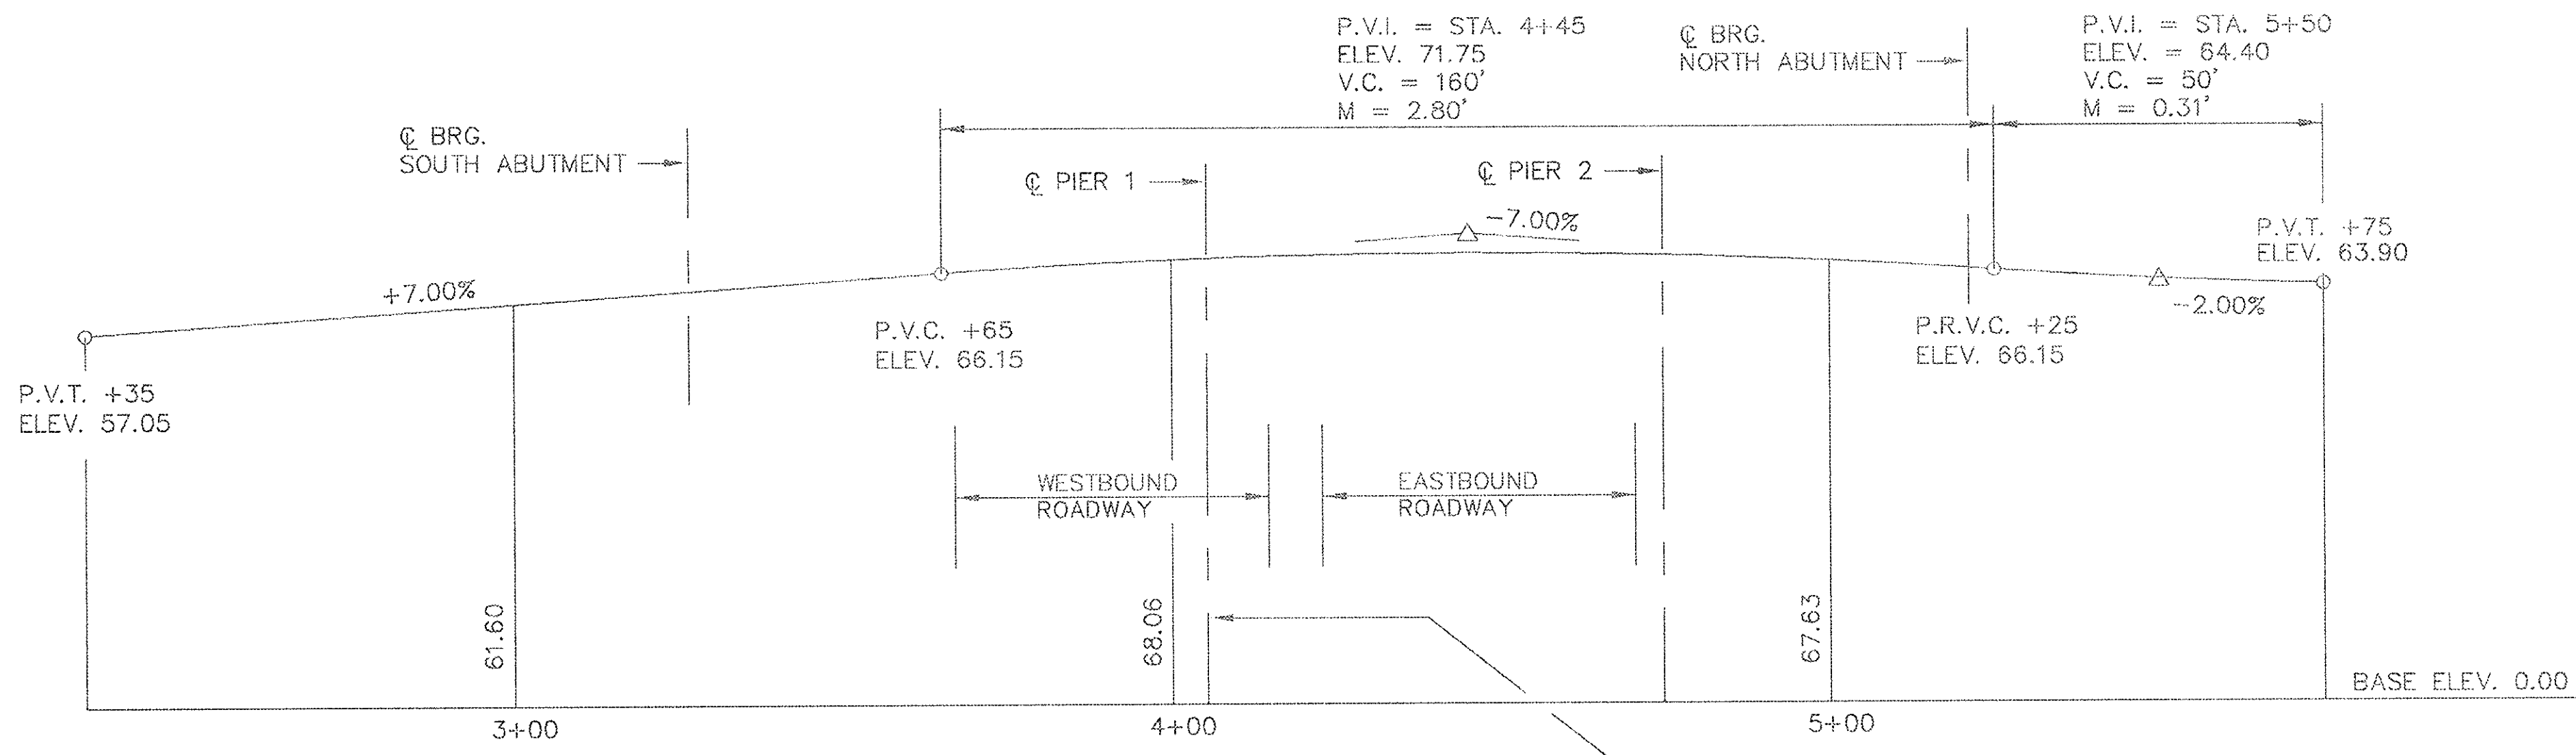 P.V.I. = STA. 4+45
ELEV. 71.75
V.C. = 160'
M = 2.80'
℄ BRG.
NORTH ABUTMENT
P.V.I. = STA. 5+50
ELEV. = 64.40
V.C. = 50'
M = 0.31'
℄ BRG.
SOUTH ABUTMENT
℄ PIER 1
℄ PIER 2
-7.00%
P.V.T. +75
ELEV. 63.90
+7.00%
-2.00%
P.V.C. +65
ELEV. 66.15
P.R.V.C. +25
ELEV. 66.15
P.V.T. +35
ELEV. 57.05
WESTBOUND
ROADWAY
EASTBOUND
ROADWAY
61.60
68.06
67.63
BASE ELEV. 0.00
3+00
4+00
5+00